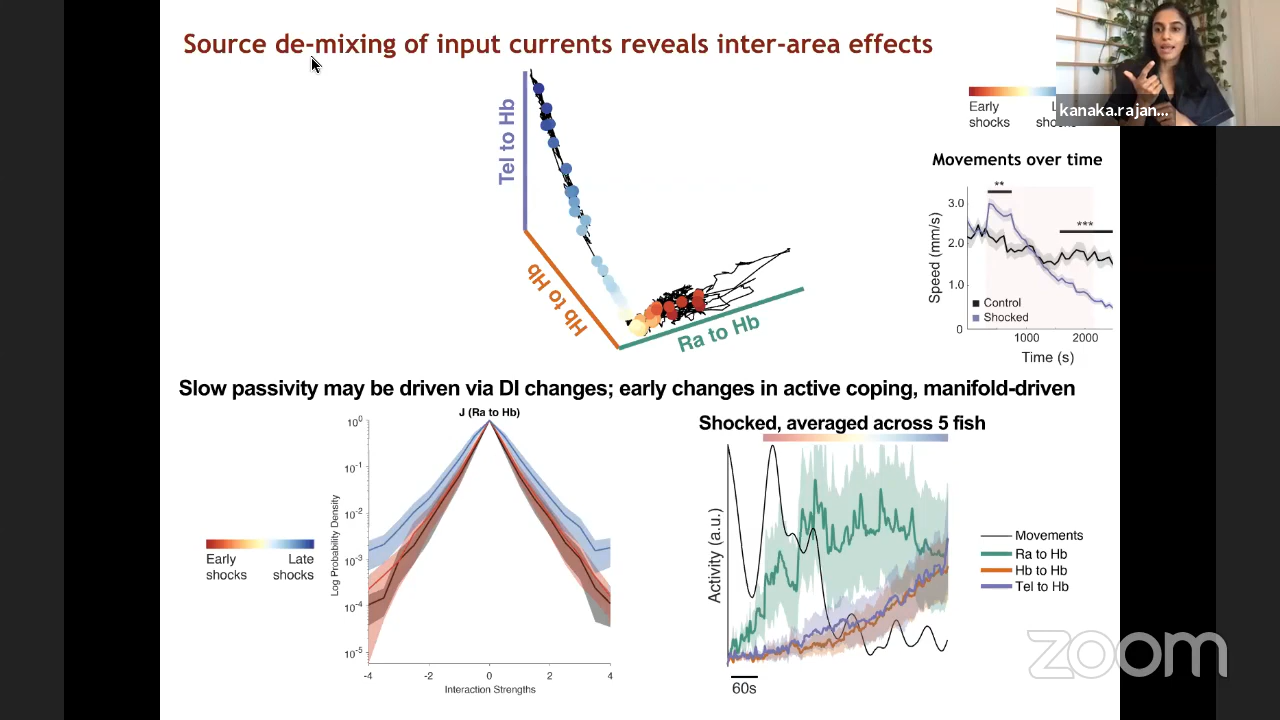 Source de-mixing of input currents reveals inter-area effects
kanaka.rajan...
Early
shocks
Tel to Hb
Hb to Hb
Ra to Hb
Movements over time
**
***
3.0
2.0
1.0
0
Speed (mm/s)
Control
Shocked
1000
2000
Time (s)
Slow passivity may be driven via DI changes; early changes in active coping, manifold-driven
J (Ra to Hb)
10⁰
10⁻¹
10⁻²
10⁻³
10⁻⁴
10⁻⁵
Log Probability Density
-4
-2
0
2
4
Interaction Strengths
Early
shocks
Late
shocks
Shocked, averaged across 5 fish
Activity (a.u.)
60s
Movements
Ra to Hb
Hb to Hb
Tel to Hb
zoom